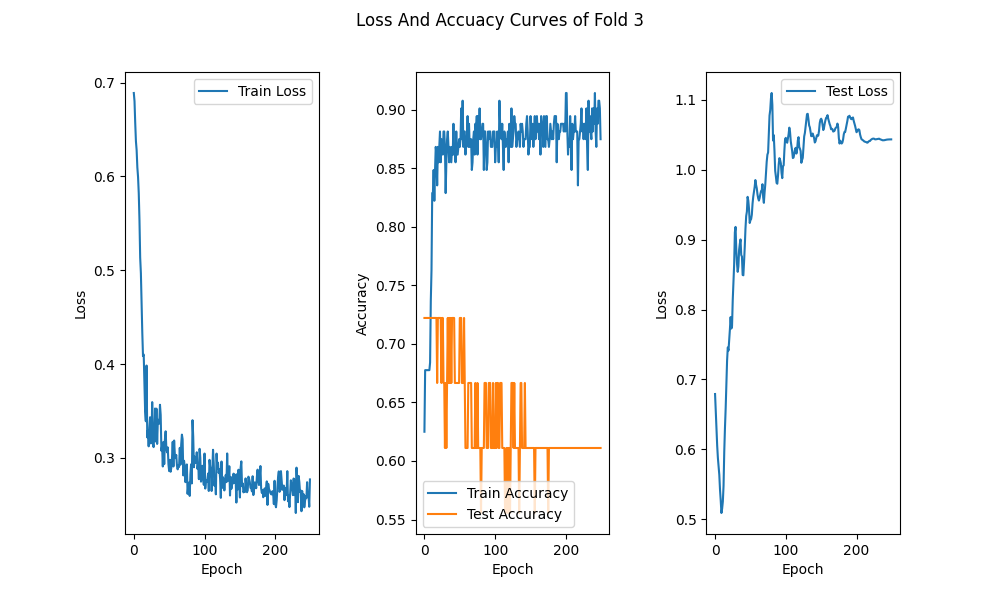 Loss And Accuacy Curves of Fold 3
Train Loss
0.7
0.6
0.5
0.4
0.3
Loss
0 100 200
Epoch
0.90
0.85
0.80
0.75
0.70
0.65
0.60
0.55
Accuracy
Train Accuracy
Test Accuracy
0 100 200
Epoch
Test Loss
1.1
1.0
0.9
0.8
0.7
0.6
0.5
Loss
0 100 200
Epoch